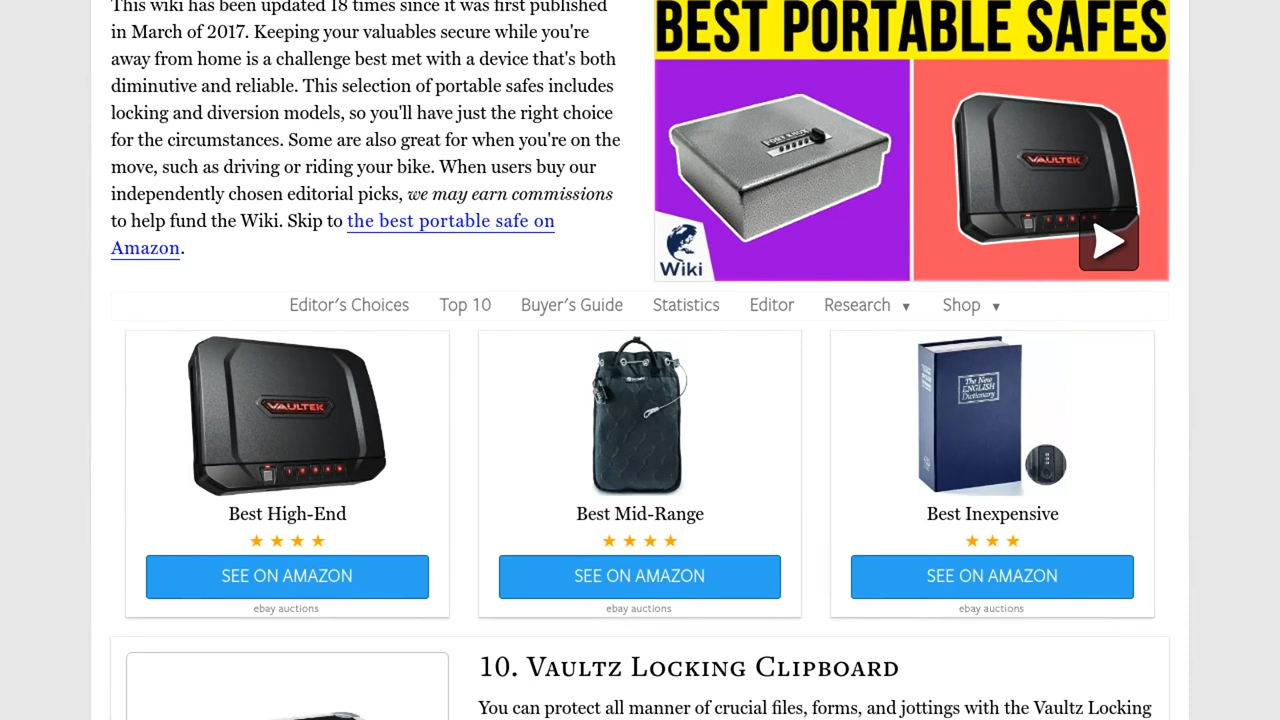 This wiki has been updated 18 times since it was first published
in March of 2017. Keeping your valuables secure while you're
away from home is a challenge best met with a device that's both
diminutive and reliable. This selection of portable safes includes
locking and diversion models, so you'll have just the right choice
for the circumstances. Some are also great for when you're on the
move, such as driving or riding your bike. When users buy our
independently chosen editorial picks, we may earn commissions
to help fund the Wiki. Skip to the best portable safe on
Amazon.
BEST PORTABLE SAFES
VAULTEK
Wiki
Editor's Choices Top 10 Buyer's Guide Statistics Editor Research Shop
VAULTEK
The New
ENGLISH
Dictionary
Best High-End Best Mid-Range Best Inexpensive
SEE ON AMAZON SEE ON AMAZON SEE ON AMAZON
ebay auctions ebay auctions ebay auctions
10. Vaultz Locking Clipboard
You can protect all manner of crucial files, forms, and jottings with the Vaultz Locking